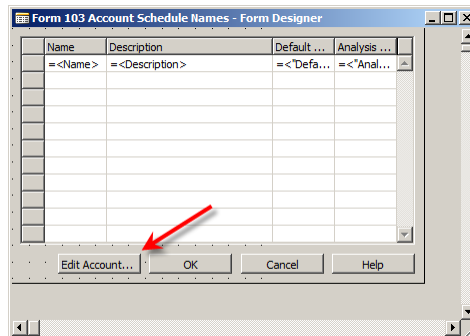 Form 103 Account Schedule Names - Form Designer
Name Description Default ... Analysis ...
=<Name> =<Description> =<"Defa... =<"Anal...
Edit Account... OK Cancel Help